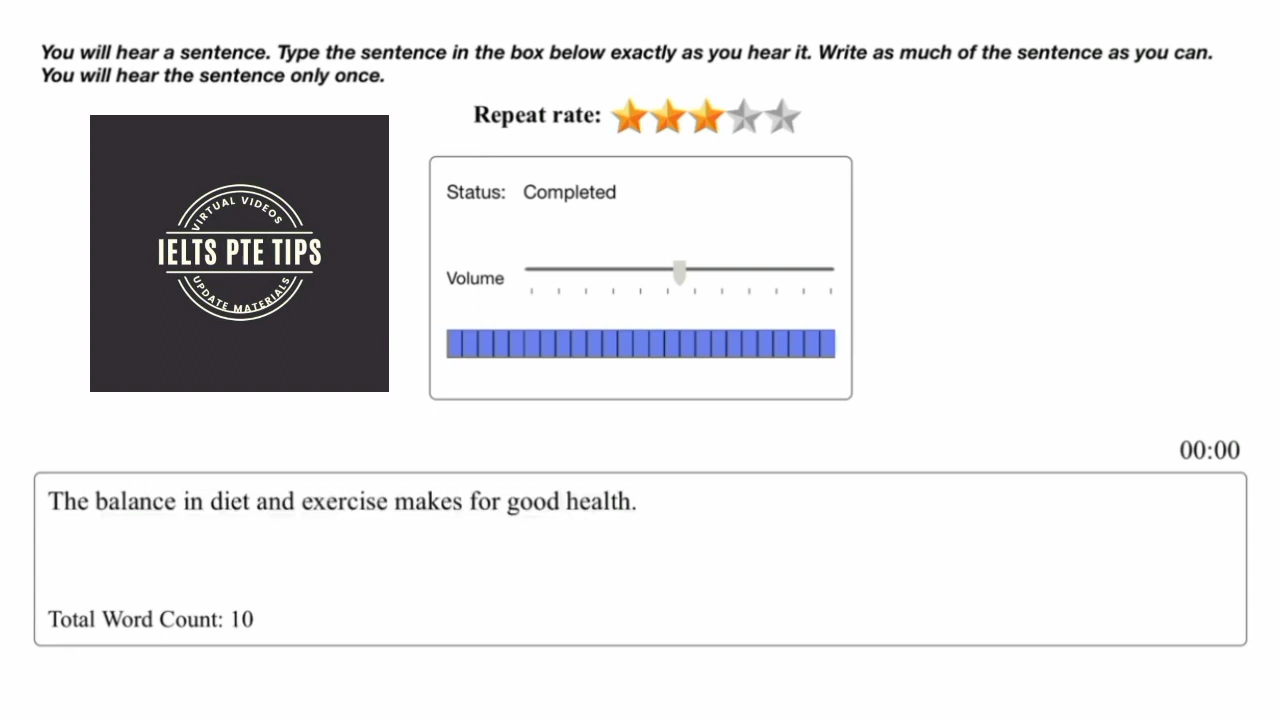 You will hear a sentence. Type the sentence in the box below exactly as you hear it. Write as much of the sentence as you can.
You will hear the sentence only once.
Repeat rate:
VIRTUAL VIDEOS
IELTS PTE TIPS
UPDATE MATERIALS
Status: Completed
Volume
00:00
The balance in diet and exercise makes for good health.
Total Word Count: 10